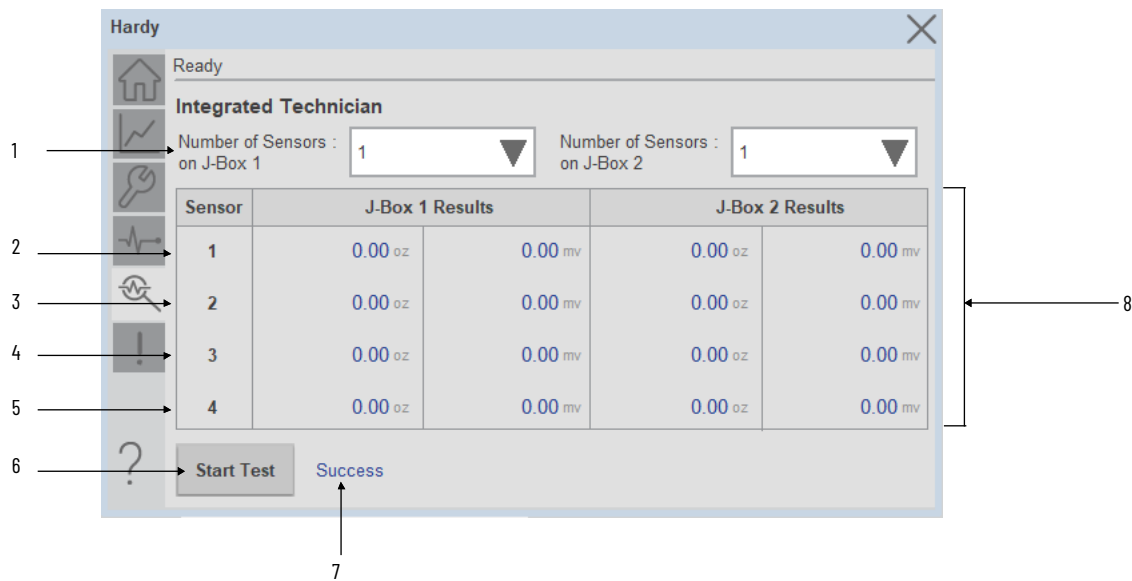 Hardy
Ready
Integrated Technician
Number of Sensors :
on J-Box 1
1
Number of Sensors :
on J-Box 2
1
Sensor J-Box 1 Results J-Box 2 Results
1 0.00 oz 0.00 mv 0.00 oz 0.00 mv
2 0.00 oz 0.00 mv 0.00 oz 0.00 mv
3 0.00 oz 0.00 mv 0.00 oz 0.00 mv
4 0.00 oz 0.00 mv 0.00 oz 0.00 mv
Start Test Success
!
?
1
2
3
4
5
6
7
8